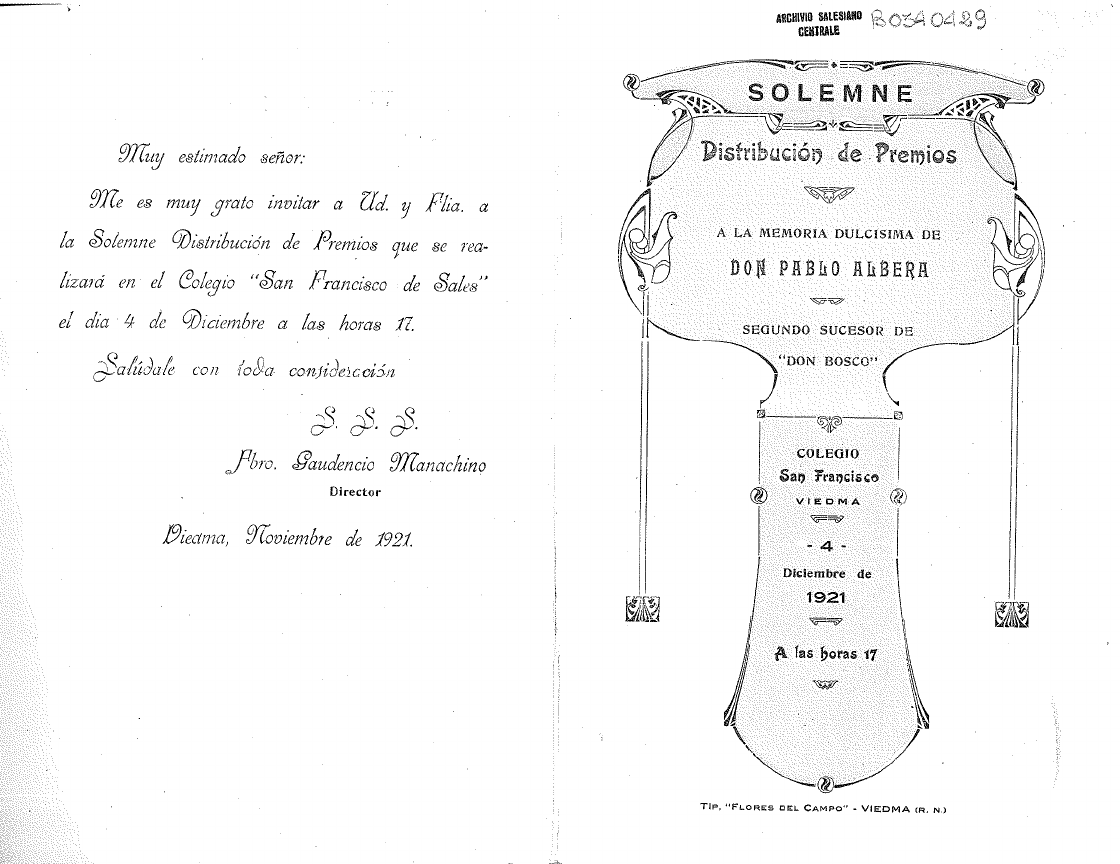 Muy estimado señor:
Me es muy grato invitar a Ud. y Flia. a
la Solemne Distribución de Premios que se rea-
lizará en el Colegio "San Francisco de Sales"
el dia 4 de Diciembre a las horas 17.
Salúdale con toda consideración
S. S. S.
Pbro. Gaudencio Manachino
Director
Viedma, Noviembre de 1921.
ARCHIVIO SALESIANO
CENTRALE
B03A0429
SOLEMNE
Distribución de Premios
A LA MEMORIA DULCISIMA DE
DON PABLO ALBERA
SEGUNDO SUCESOR DE
"DON BOSCO"
COLEGIO
San Francisco
VIEDMA
- 4 -
Diciembre de
1921
A las horas 17
TIP. "FLORES DEL CAMPO" - VIEDMA (R. N.)